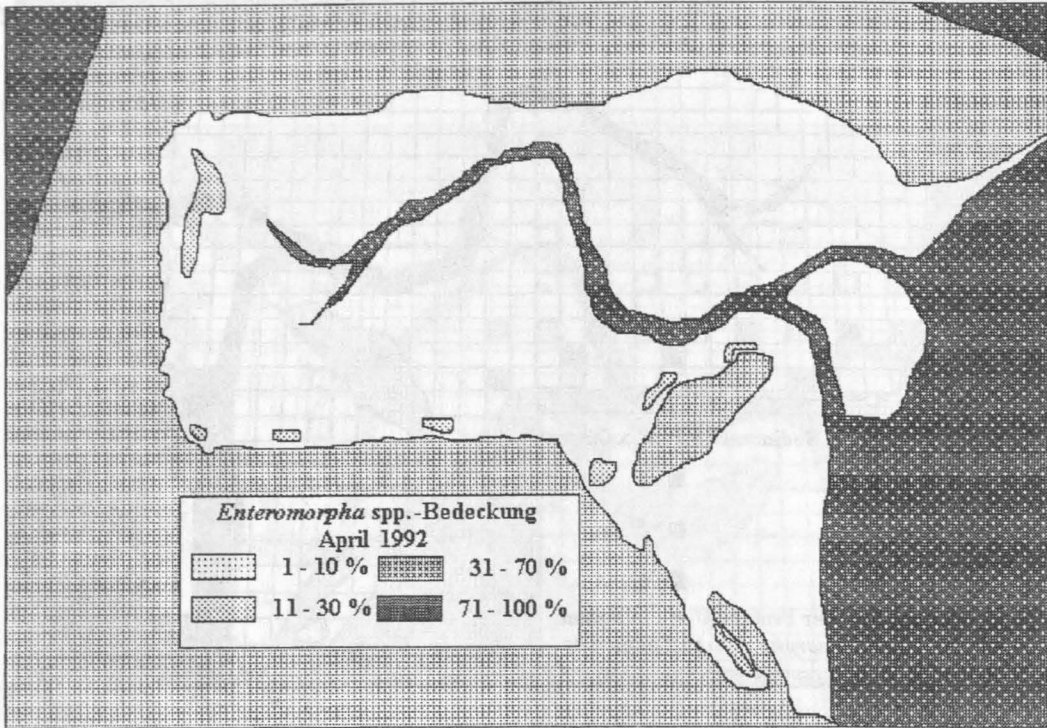 Enteromorpha spp.-Bedeckung
April 1992
1 - 10 % 31 - 70 %
11 - 30 % 71 - 100 %